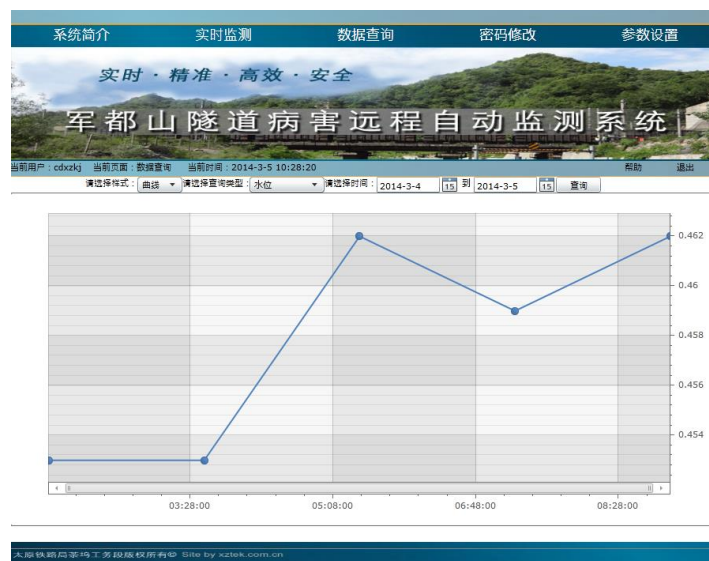 系统简介 实时监测 数据查询 密码修改 参数设置
实时·精准·高效·安全
军都山隧道病害远程自动监测系统
当前用户：cdxzkj 当前页面：数据查询 当前时间：2014-3-5 10:28:20 帮助 退出
请选择样式：曲线 请选择查询类型：水位 请选择时间：2014-3-4 15 到 2014-3-5 15 查询
0.462
0.46
0.458
0.456
0.454
03:28:00 05:08:00 06:48:00 08:28:00
太原铁路局茶坞工务段版权所有© Site by xztek.com.cn